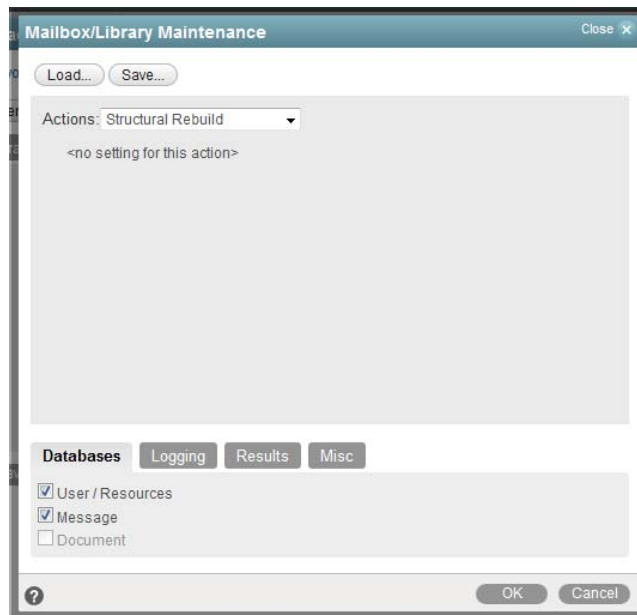 Mailbox/Library Maintenance
Close
Load... Save...
Actions: Structural Rebuild
<no setting for this action>
Databases Logging Results Misc
User / Resources
Message
Document
? OK Cancel